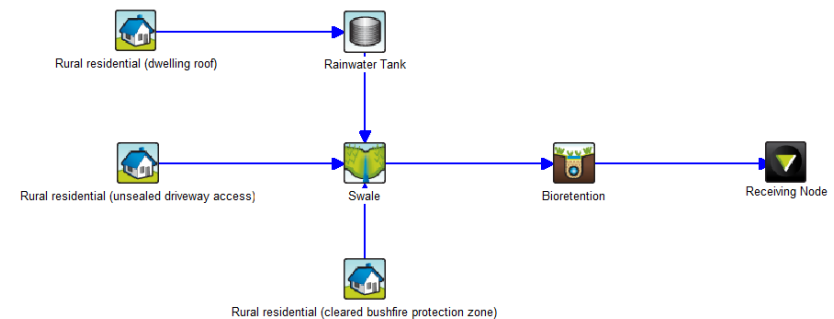 Rural residential (dwelling roof)
Rainwater Tank
Rural residential (unsealed driveway access)
Swale
Bioretention
Receiving Node
Rural residential (cleared bushfire protection zone)